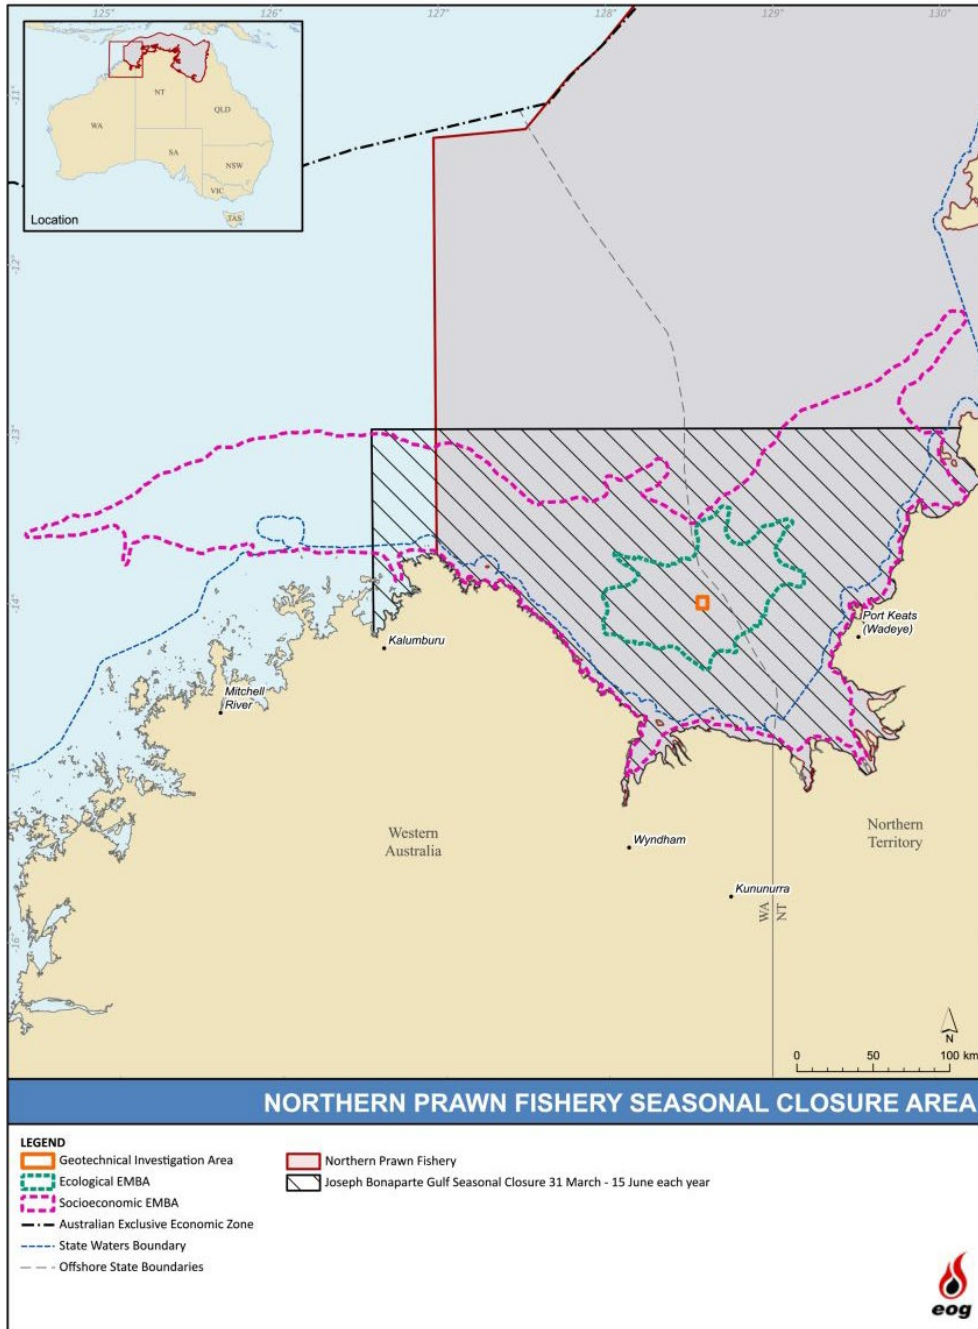 125°
126°
127°
128°
129°
130°
-11°
-12°
-13°
-14°
-15°
-16°
WA
NT
QLD
SA
NSW
VIC
TAS
Location
Kalumburu
Mitchell
River
Port Keats
(Wadeye)
Western
Australia
Northern
Territory
Wyndham
Kununurra
WA
NT
N
0 50 100 km
NORTHERN PRAWN FISHERY SEASONAL CLOSURE AREA
LEGEND
Geotechnical Investigation Area
Ecological EMBA
Socioeconomic EMBA
Australian Exclusive Economic Zone
State Waters Boundary
Offshore State Boundaries
Northern Prawn Fishery
Joseph Bonaparte Gulf Seasonal Closure 31 March - 15 June each year
eog